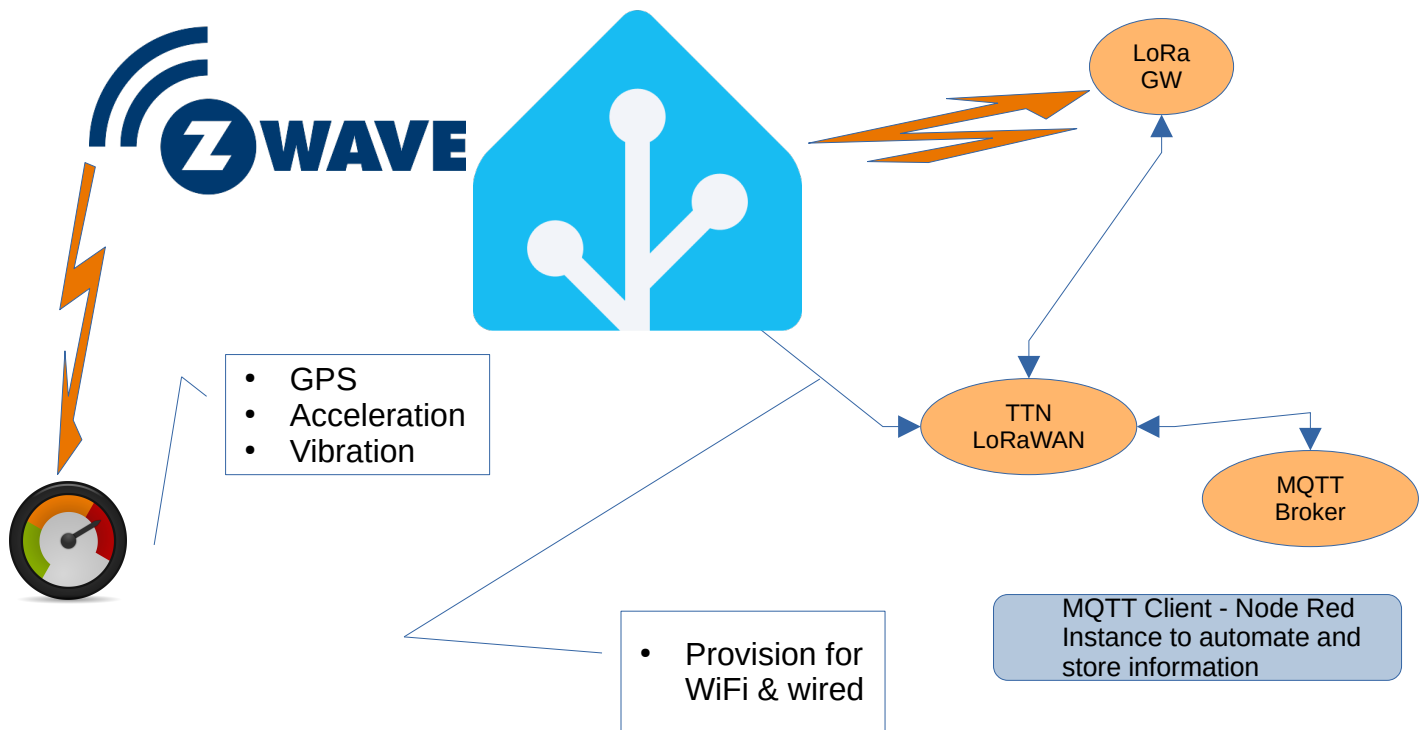 Z WAVE
LoRa
GW
• GPS
• Acceleration
• Vibration
TTN
LoRaWAN
MQTT
Broker
MQTT Client - Node Red
Instance to automate and
store information
• Provision for
WiFi & wired